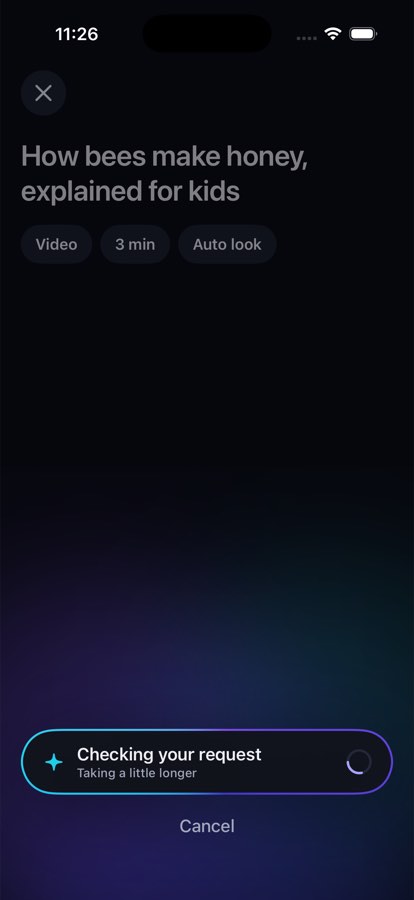 11:26
How bees make honey,
explained for kids
Video
3 min
Auto look
Checking your request
Taking a little longer
Cancel